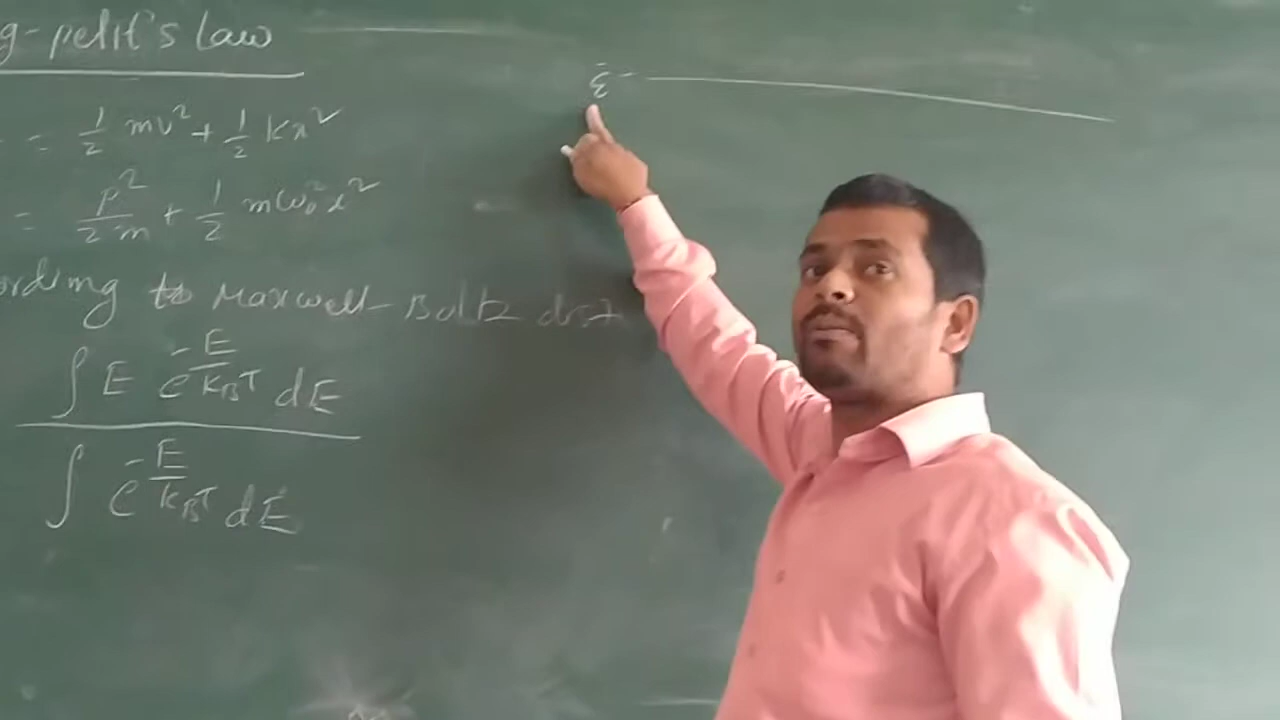 g-petit's Law
= 1/2 mv² + 1/2 kx²
= p²/2m + 1/2 mω₀²x²
ording to Maxwell-Boltz dist
∫ E e^(-E/k_BT) dE
∫ e^(-E/k_BT) dE
ε̄ =